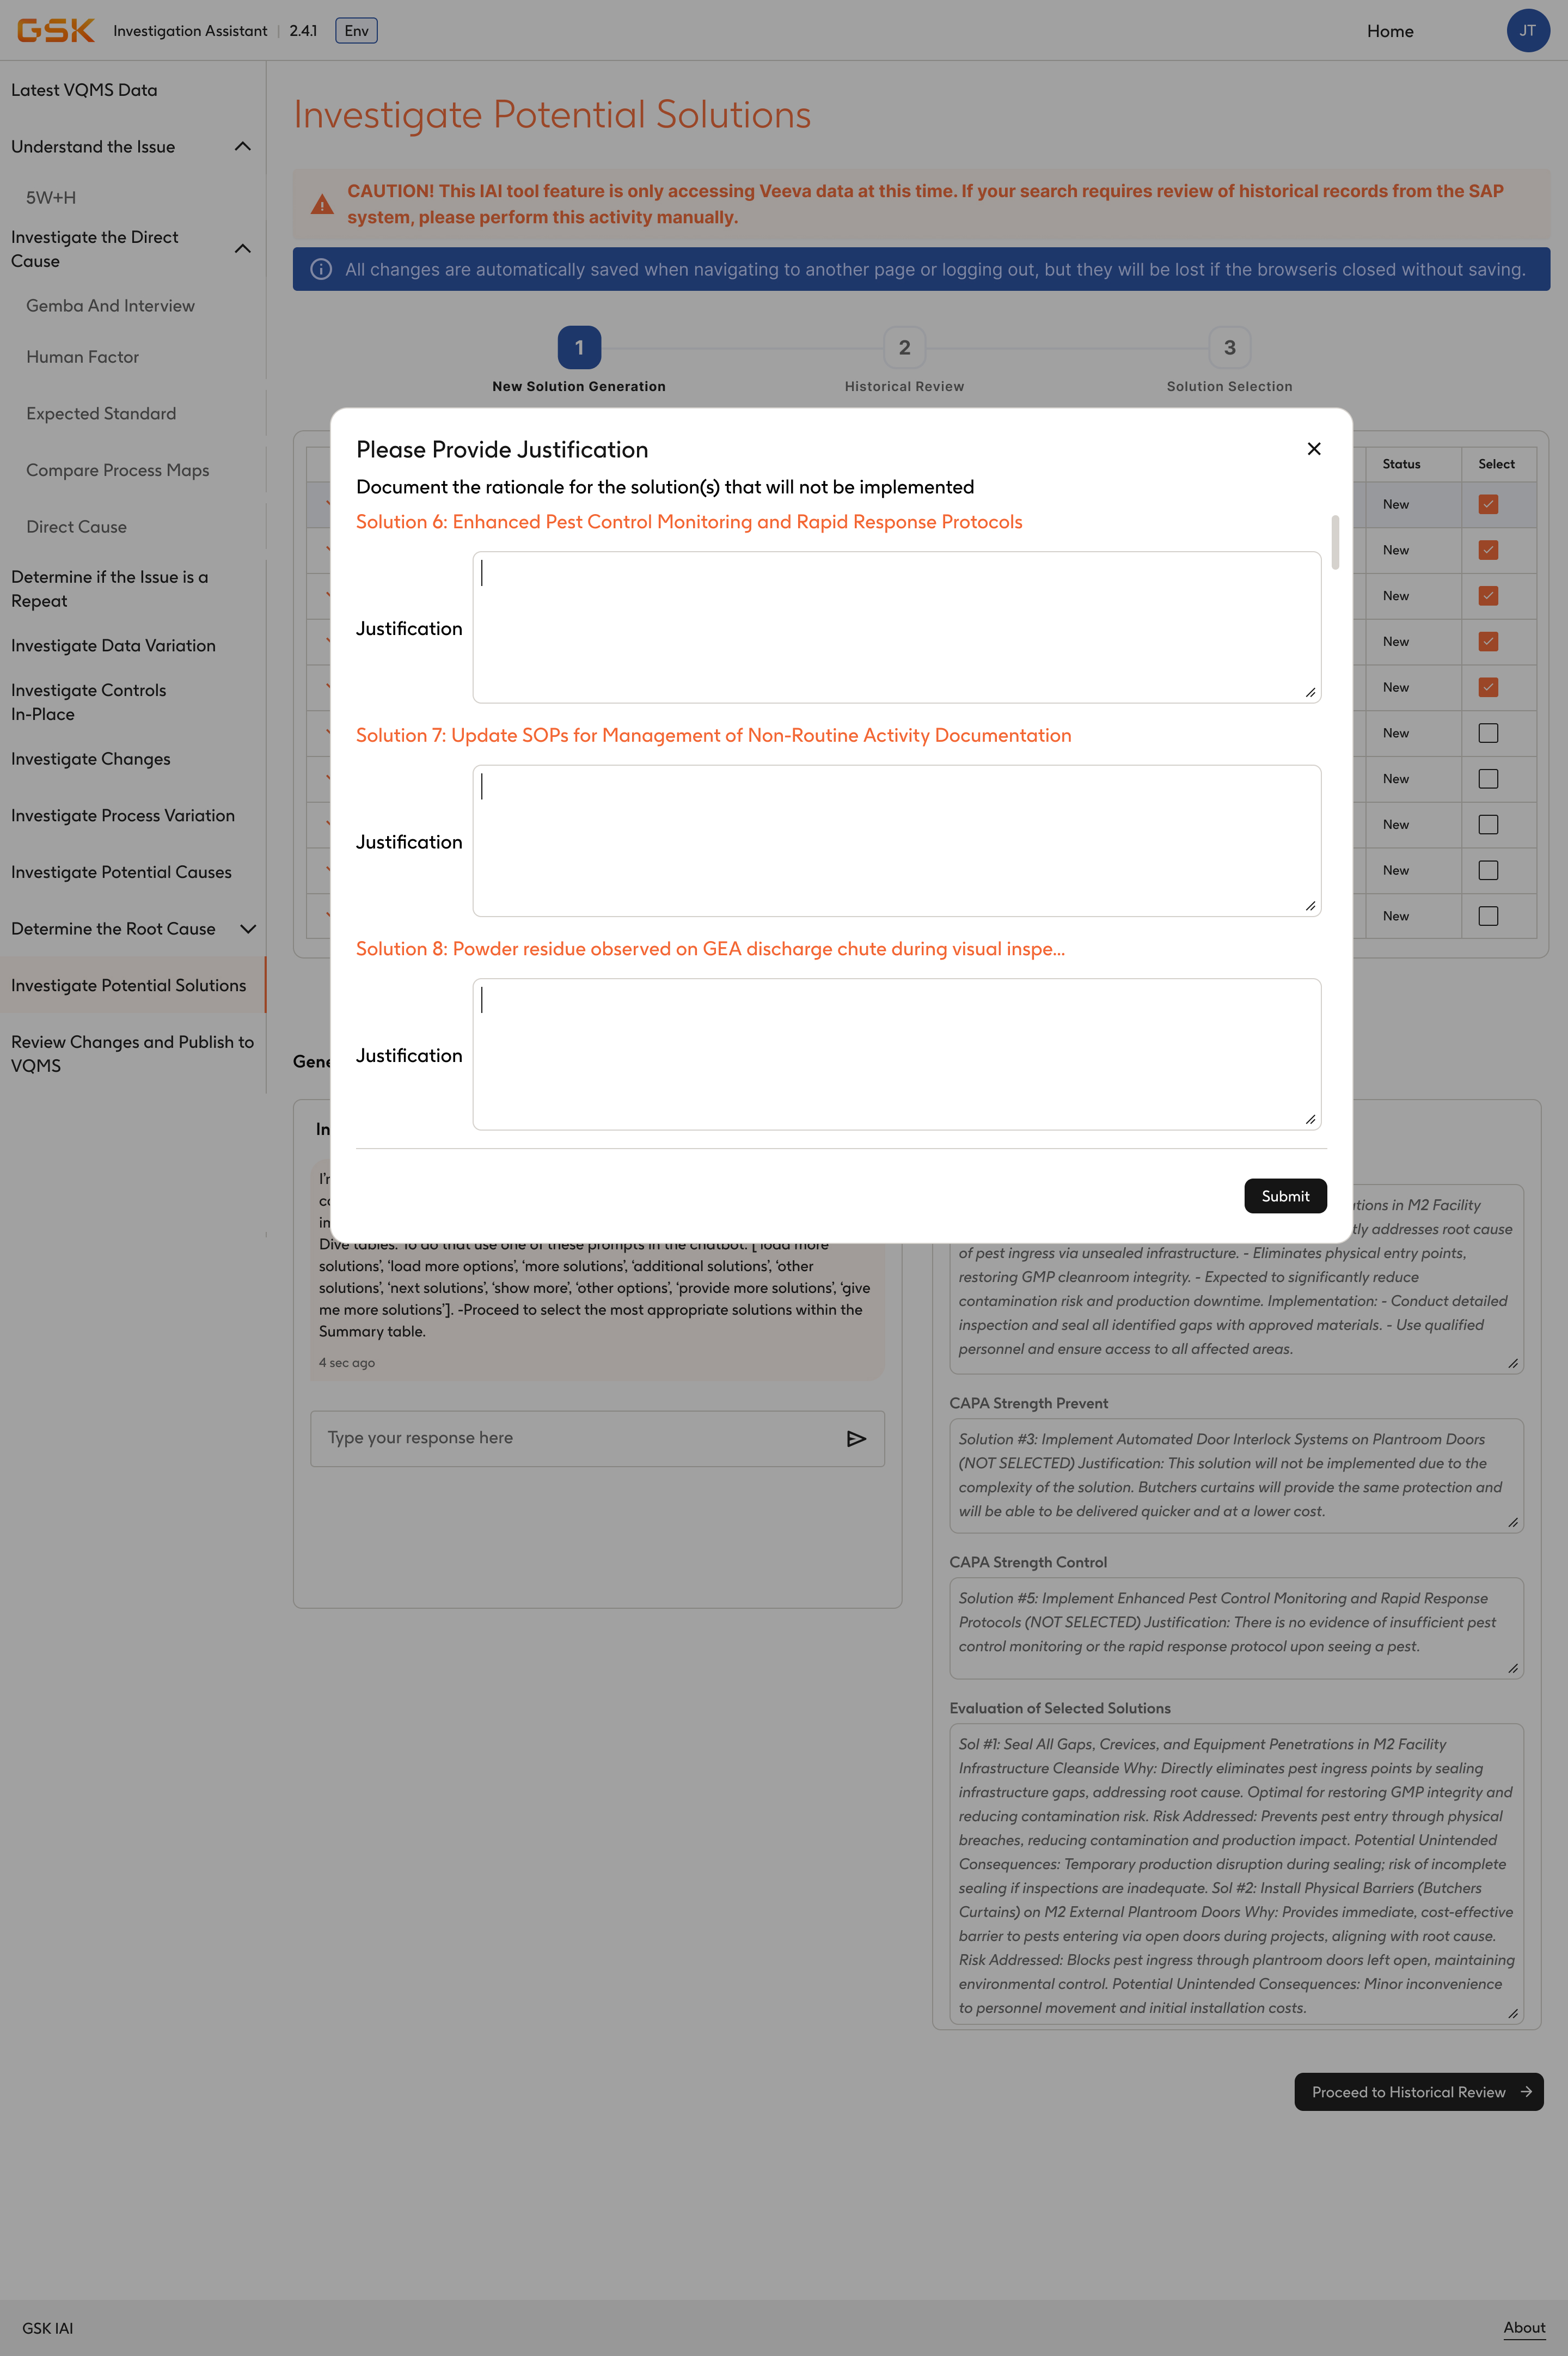 GSK Investigation Assistant | 2.4.1 Env Home JT
Latest VQMS Data
Understand the Issue
5W+H
Investigate the Direct
Cause
Gemba And Interview
Human Factor
Expected Standard
Compare Process Maps
Direct Cause
Determine if the Issue is a
Repeat
Investigate Data Variation
Investigate Controls
In-Place
Investigate Changes
Investigate Process Variation
Investigate Potential Causes
Determine the Root Cause
Investigate Potential Solutions
Review Changes and Publish to
VQMS
Investigate Potential Solutions
CAUTION! This IAI tool feature is only accessing Veeva data at this time. If your search requires review of historical records from the SAP
system, please perform this activity manually.
All changes are automatically saved when navigating to another page or logging out, but they will be lost if the browseris closed without saving.
1 2 3
New Solution Generation Historical Review Solution Selection
Status Select
New
New
New
New
New
New
New
New
New
New
Please Provide Justification
Document the rationale for the solution(s) that will not be implemented
Solution 6: Enhanced Pest Control Monitoring and Rapid Response Protocols
Justification
Solution 7: Update SOPs for Management of Non-Routine Activity Documentation
Justification
Solution 8: Powder residue observed on GEA discharge chute during visual inspe...
Justification
Submit
Dive tables. To do that use one of these prompts in the chatbot. ['load more
solutions', 'load more options', 'more solutions', 'additional solutions', 'other
solutions', 'next solutions', 'show more', 'other options', 'provide more solutions', 'give
me more solutions']. -Proceed to select the most appropriate solutions within the
Summary table.
4 sec ago
Type your response here
in M2 Facility
addresses root cause
of pest ingress via unsealed infrastructure. - Eliminates physical entry points,
restoring GMP cleanroom integrity. - Expected to significantly reduce
contamination risk and production downtime. Implementation: - Conduct detailed
inspection and seal all identified gaps with approved materials. - Use qualified
personnel and ensure access to all affected areas.
CAPA Strength Prevent
Solution #3: Implement Automated Door Interlock Systems on Plantroom Doors
(NOT SELECTED) Justification: This solution will not be implemented due to the
complexity of the solution. Butchers curtains will provide the same protection and
will be able to be delivered quicker and at a lower cost.
CAPA Strength Control
Solution #5: Implement Enhanced Pest Control Monitoring and Rapid Response
Protocols (NOT SELECTED) Justification: There is no evidence of insufficient pest
control monitoring or the rapid response protocol upon seeing a pest.
Evaluation of Selected Solutions
Sol #1: Seal All Gaps, Crevices, and Equipment Penetrations in M2 Facility
Infrastructure Cleanside Why: Directly eliminates pest ingress points by sealing
infrastructure gaps, addressing root cause. Optimal for restoring GMP integrity and
reducing contamination risk. Risk Addressed: Prevents pest entry through physical
breaches, reducing contamination and production impact. Potential Unintended
Consequences: Temporary production disruption during sealing; risk of incomplete
sealing if inspections are inadequate. Sol #2: Install Physical Barriers (Butchers
Curtains) on M2 External Plantroom Doors Why: Provides immediate, cost-effective
barrier to pests entering via open doors during projects, aligning with root cause.
Risk Addressed: Blocks pest ingress through plantroom doors left open, maintaining
environmental control. Potential Unintended Consequences: Minor inconvenience
to personnel movement and initial installation costs.
Proceed to Historical Review
GSK IAI
About